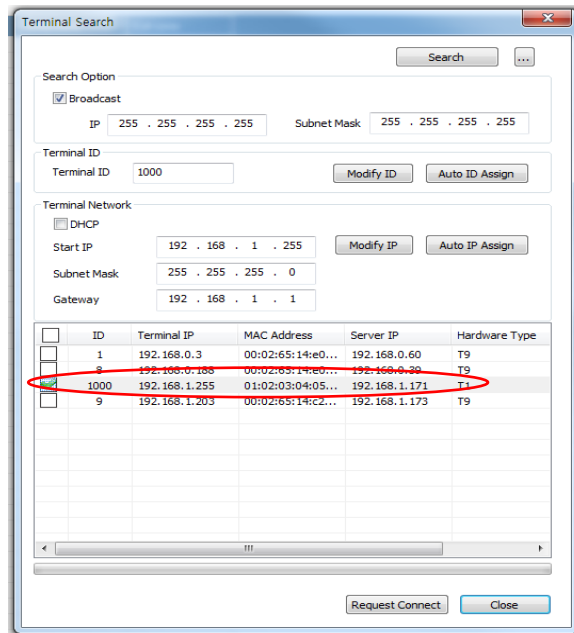 Terminal Search
Search ...
Search Option
Broadcast
IP 255 . 255 . 255 . 255 Subnet Mask 255 . 255 . 255 . 255
Terminal ID
Terminal ID 1000 Modify ID Auto ID Assign
Terminal Network
DHCP
Start IP 192 . 168 . 1 . 255 Modify IP Auto IP Assign
Subnet Mask 255 . 255 . 255 . 0
Gateway 192 . 168 . 1 . 1
ID Terminal IP MAC Address Server IP Hardware Type
1 192.168.0.3 00:02:65:14:e0... 192.168.0.60 T9
8 192.168.0.188 00:02:65:14:e0... 192.168.0.39 T9
1000 192.168.1.255 01:02:03:04:05... 192.168.1.171 T1
9 192.168.1.203 00:02:65:14:c2... 192.168.1.173 T9
Request Connect Close